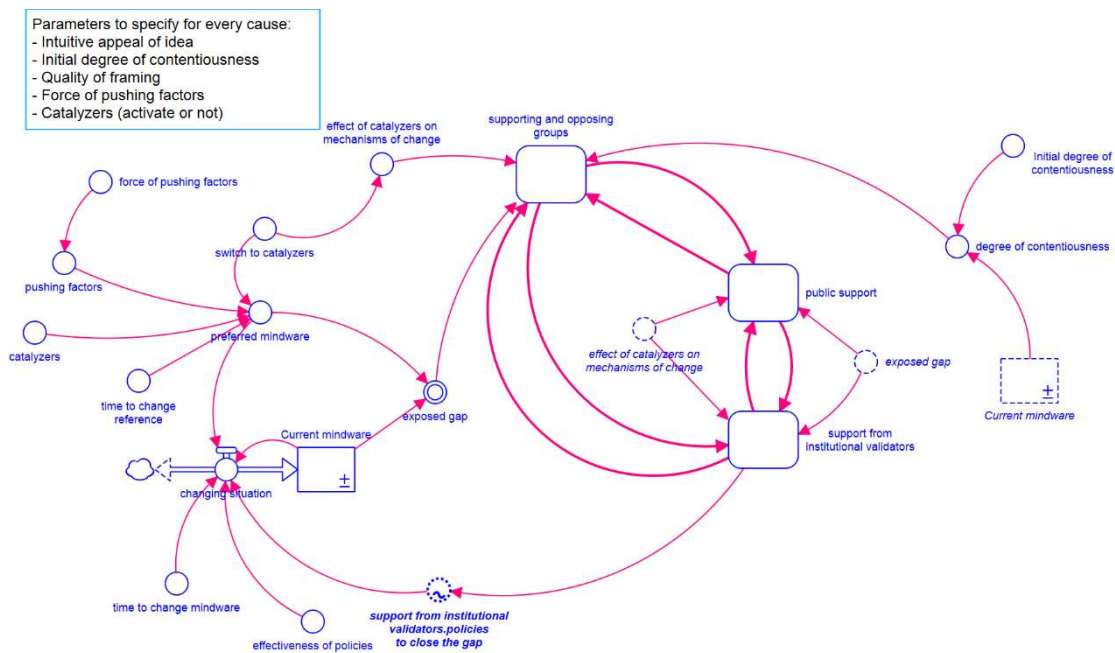 Parameters to specify for every cause:
- Intuitive appeal of idea
- Initial degree of contentiousness
- Quality of framing
- Force of pushing factors
- Catalyzers (activate or not)
effect of catalyzers on
mechanisms of change
supporting and opposing
groups
Initial degree of
contentiousness
force of pushing factors
switch to catalyzers
degree of contentiousness
pushing factors
public support
catalyzers
preferred mindware
effect of catalyzers on
mechanisms of change
exposed gap
time to change
reference
exposed gap
Current mindware
Current mindware
support from
institutional validators
changing situation
time to change mindware
support from institutional
validators.policies
to close the gap
effectiveness of policies